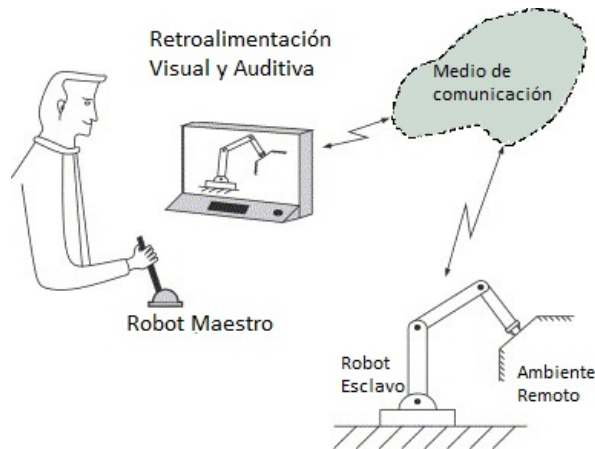 Retroalimentación
Visual y Auditiva
Medio de
comunicación
Robot Maestro
Robot
Esclavo
Ambiente
Remoto